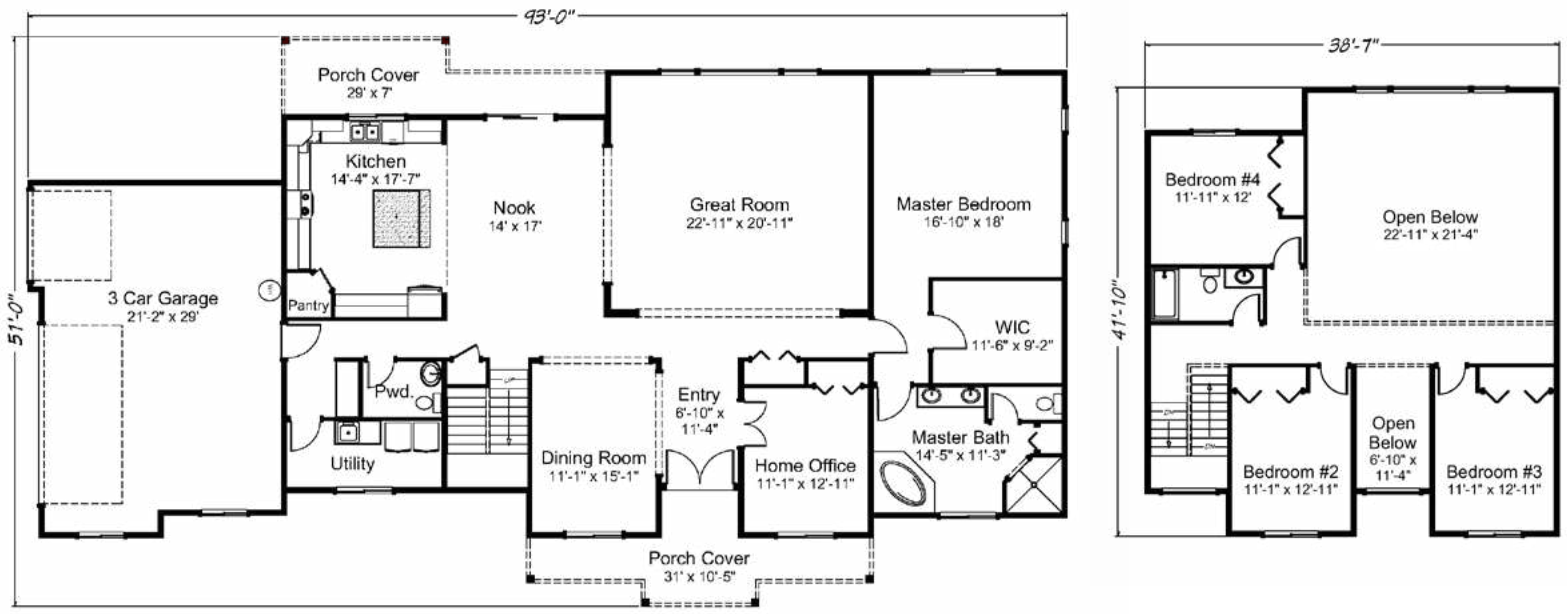 93'-0"
38'-7"
51'-0"
41'-10"
Porch Cover
29' x 7'
Kitchen
14'-4" x 17'-7"
Nook
14' x 17'
Great Room
22'-11" x 20'-11"
Master Bedroom
16'-10" x 18'
3 Car Garage
21'-2" x 29'
Pantry
WIC
11'-6" x 9'-2"
Pwd.
Entry
6'-10" x
11'-4"
Utility
Dining Room
11'-1" x 15'-1"
Home Office
11'-1" x 12'-11"
Master Bath
14'-5" x 11'-3"
Porch Cover
31' x 10'-5"
Bedroom #4
11'-11" x 12'
Open Below
22'-11" x 21'-4"
Bedroom #2
11'-1" x 12'-11"
Open
Below
6'-10" x
11'-4"
Bedroom #3
11'-1" x 12'-11"